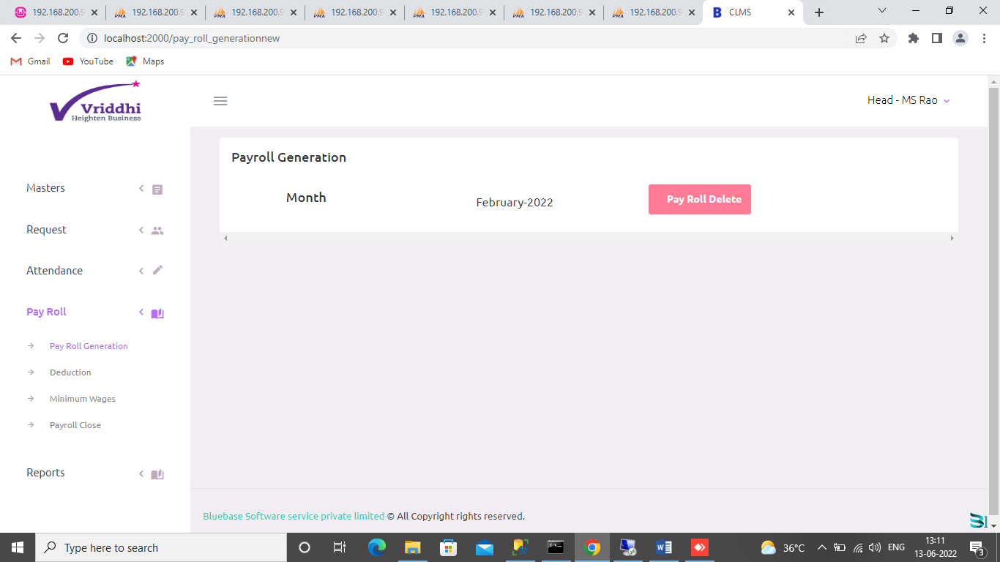 192.168.200.9
192.168.200.9
192.168.200.9
192.168.200.9
192.168.200.9
192.168.200.9
192.168.200.9
CLMS
localhost:2000/pay_roll_generationnew
Gmail
YouTube
Maps
Vriddhi
Heighten Business
Head - MS Rao
Payroll Generation
Month
February-2022
Pay Roll Delete
Masters
Request
Attendance
Pay Roll
Pay Roll Generation
Deduction
Minimum Wages
Payroll Close
Reports
Bluebase Software service private limited © All Copyright rights reserved.
Type here to search
36°C
ENG
13:11
13-06-2022
3